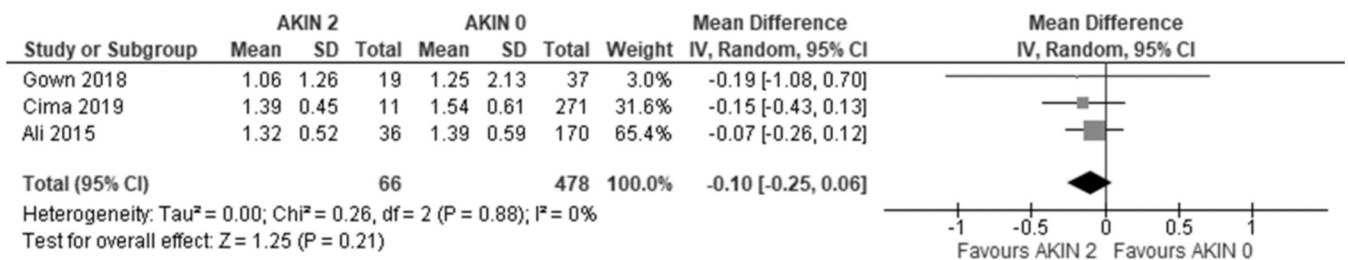 AKIN 2 AKIN 0 Mean Difference Mean Difference
Study or Subgroup Mean SD Total Mean SD Total Weight IV, Random, 95% CI IV, Random, 95% CI
Gown 2018 1.06 1.26 19 1.25 2.13 37 3.0% -0.19 [-1.08, 0.70]
Cima 2019 1.39 0.45 11 1.54 0.61 271 31.6% -0.15 [-0.43, 0.13]
Ali 2015 1.32 0.52 36 1.39 0.59 170 65.4% -0.07 [-0.26, 0.12]
Total (95% CI) 66 478 100.0% -0.10 [-0.25, 0.06]
Heterogeneity: Tau² = 0.00; Chi² = 0.26, df = 2 (P = 0.88); I² = 0%
Test for overall effect: Z = 1.25 (P = 0.21)
-1 -0.5 0 0.5 1
Favours AKIN 2 Favours AKIN 0